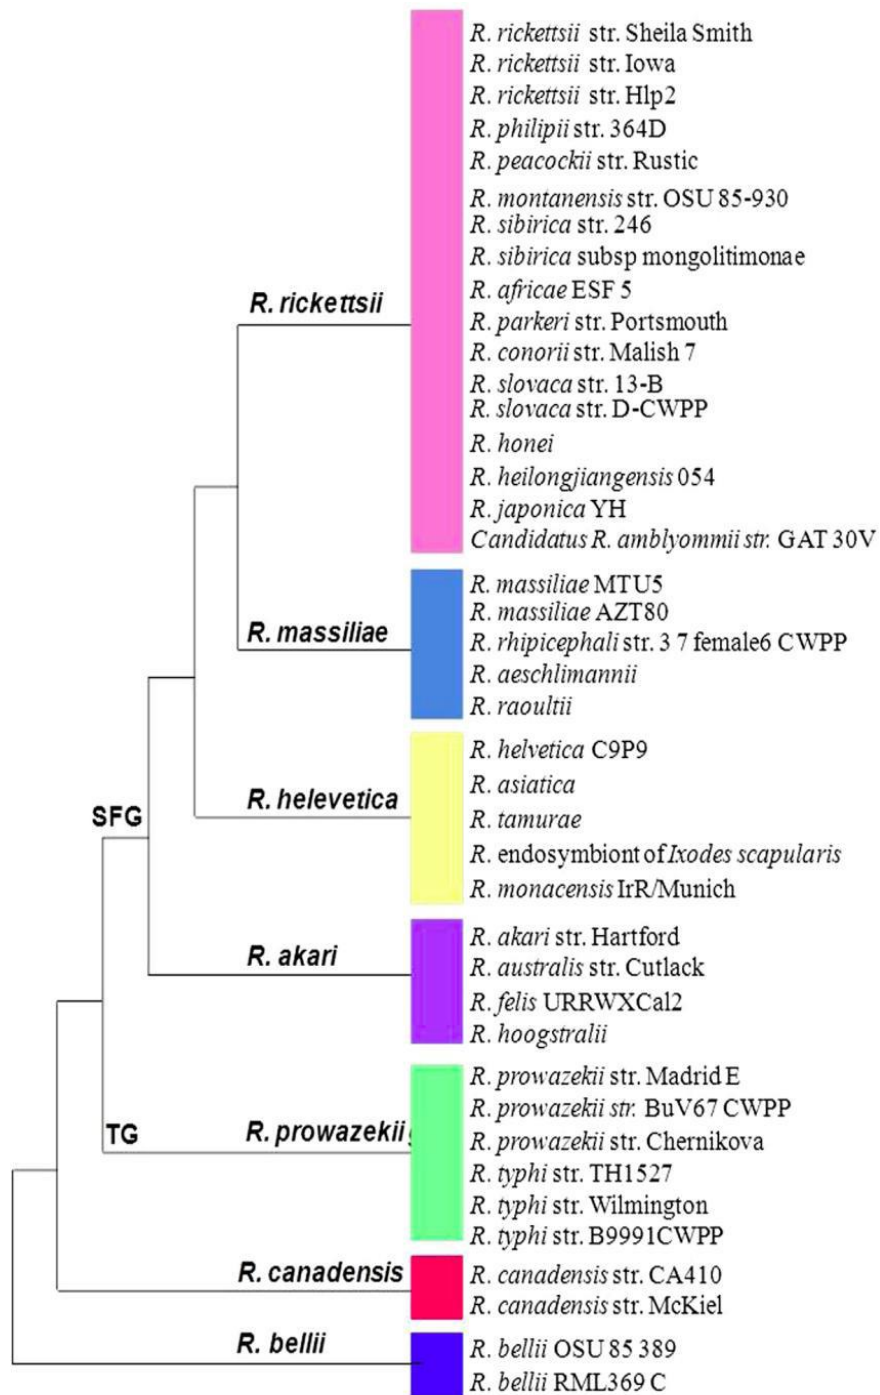 R. rickettsii str. Sheila Smith
R. rickettsii str. Iowa
R. rickettsii str. Hlp2
R. philipii str. 364D
R. peacockii str. Rustic
R. montanensis str. OSU 85-930
R. sibirica str. 246
R. sibirica subsp mongolitimonae
R. africae ESF 5
R. rickettsii
R. parkeri str. Portsmouth
R. conorii str. Malish 7
R. slovaca str. 13-B
R. slovaca str. D-CWPP
R. honei
R. heilongjiangensis 054
R. japonica YH
Candidatus R. amblyommii str. GAT 30V
R. massiliae MTU5
R. massiliae AZT80
R. massiliae
R. rhipicephali str. 3 7 female6 CWPP
R. aeschlimannii
R. raoultii
R. helvetica C9P9
R. asiatica
R. helevetica
SFG
R. tamurae
R. endosymbiont of Ixodes scapularis
R. monacensis IrR/Munich
R. akari str. Hartford
R. akari
R. australis str. Cutlack
R. felis URRWXCal2
R. hoogstralii
R. prowazekii str. Madrid E
R. prowazekii str. BuV67 CWPP
TG
R. prowazekii
R. prowazekii str. Chernikova
R. typhi str. TH1527
R. typhi str. Wilmington
R. typhi str. B9991CWPP
R. canadensis
R. canadensis str. CA410
R. canadensis str. McKiel
R. bellii
R. bellii OSU 85 389
R. bellii RML369 C